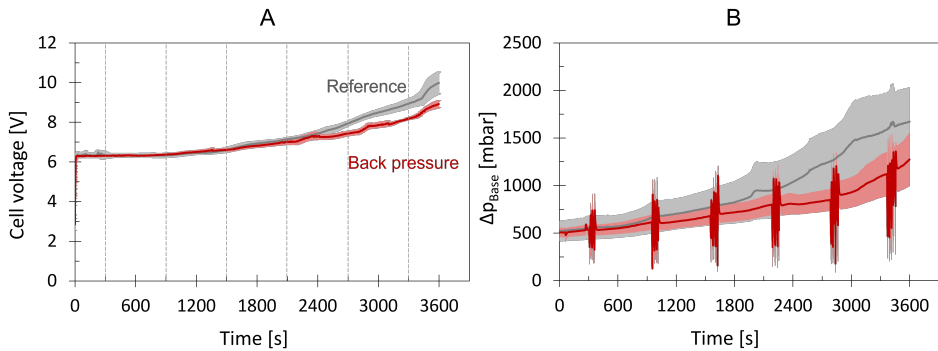 A
12
10
8
6
4
2
0
Cell voltage [V]
Reference
Back pressure
0 600 1200 1800 2400 3000 3600
Time [s]
B
2500
2000
1500
1000
500
0
Δp_Base [mbar]
0 600 1200 1800 2400 3000 3600
Time [s]